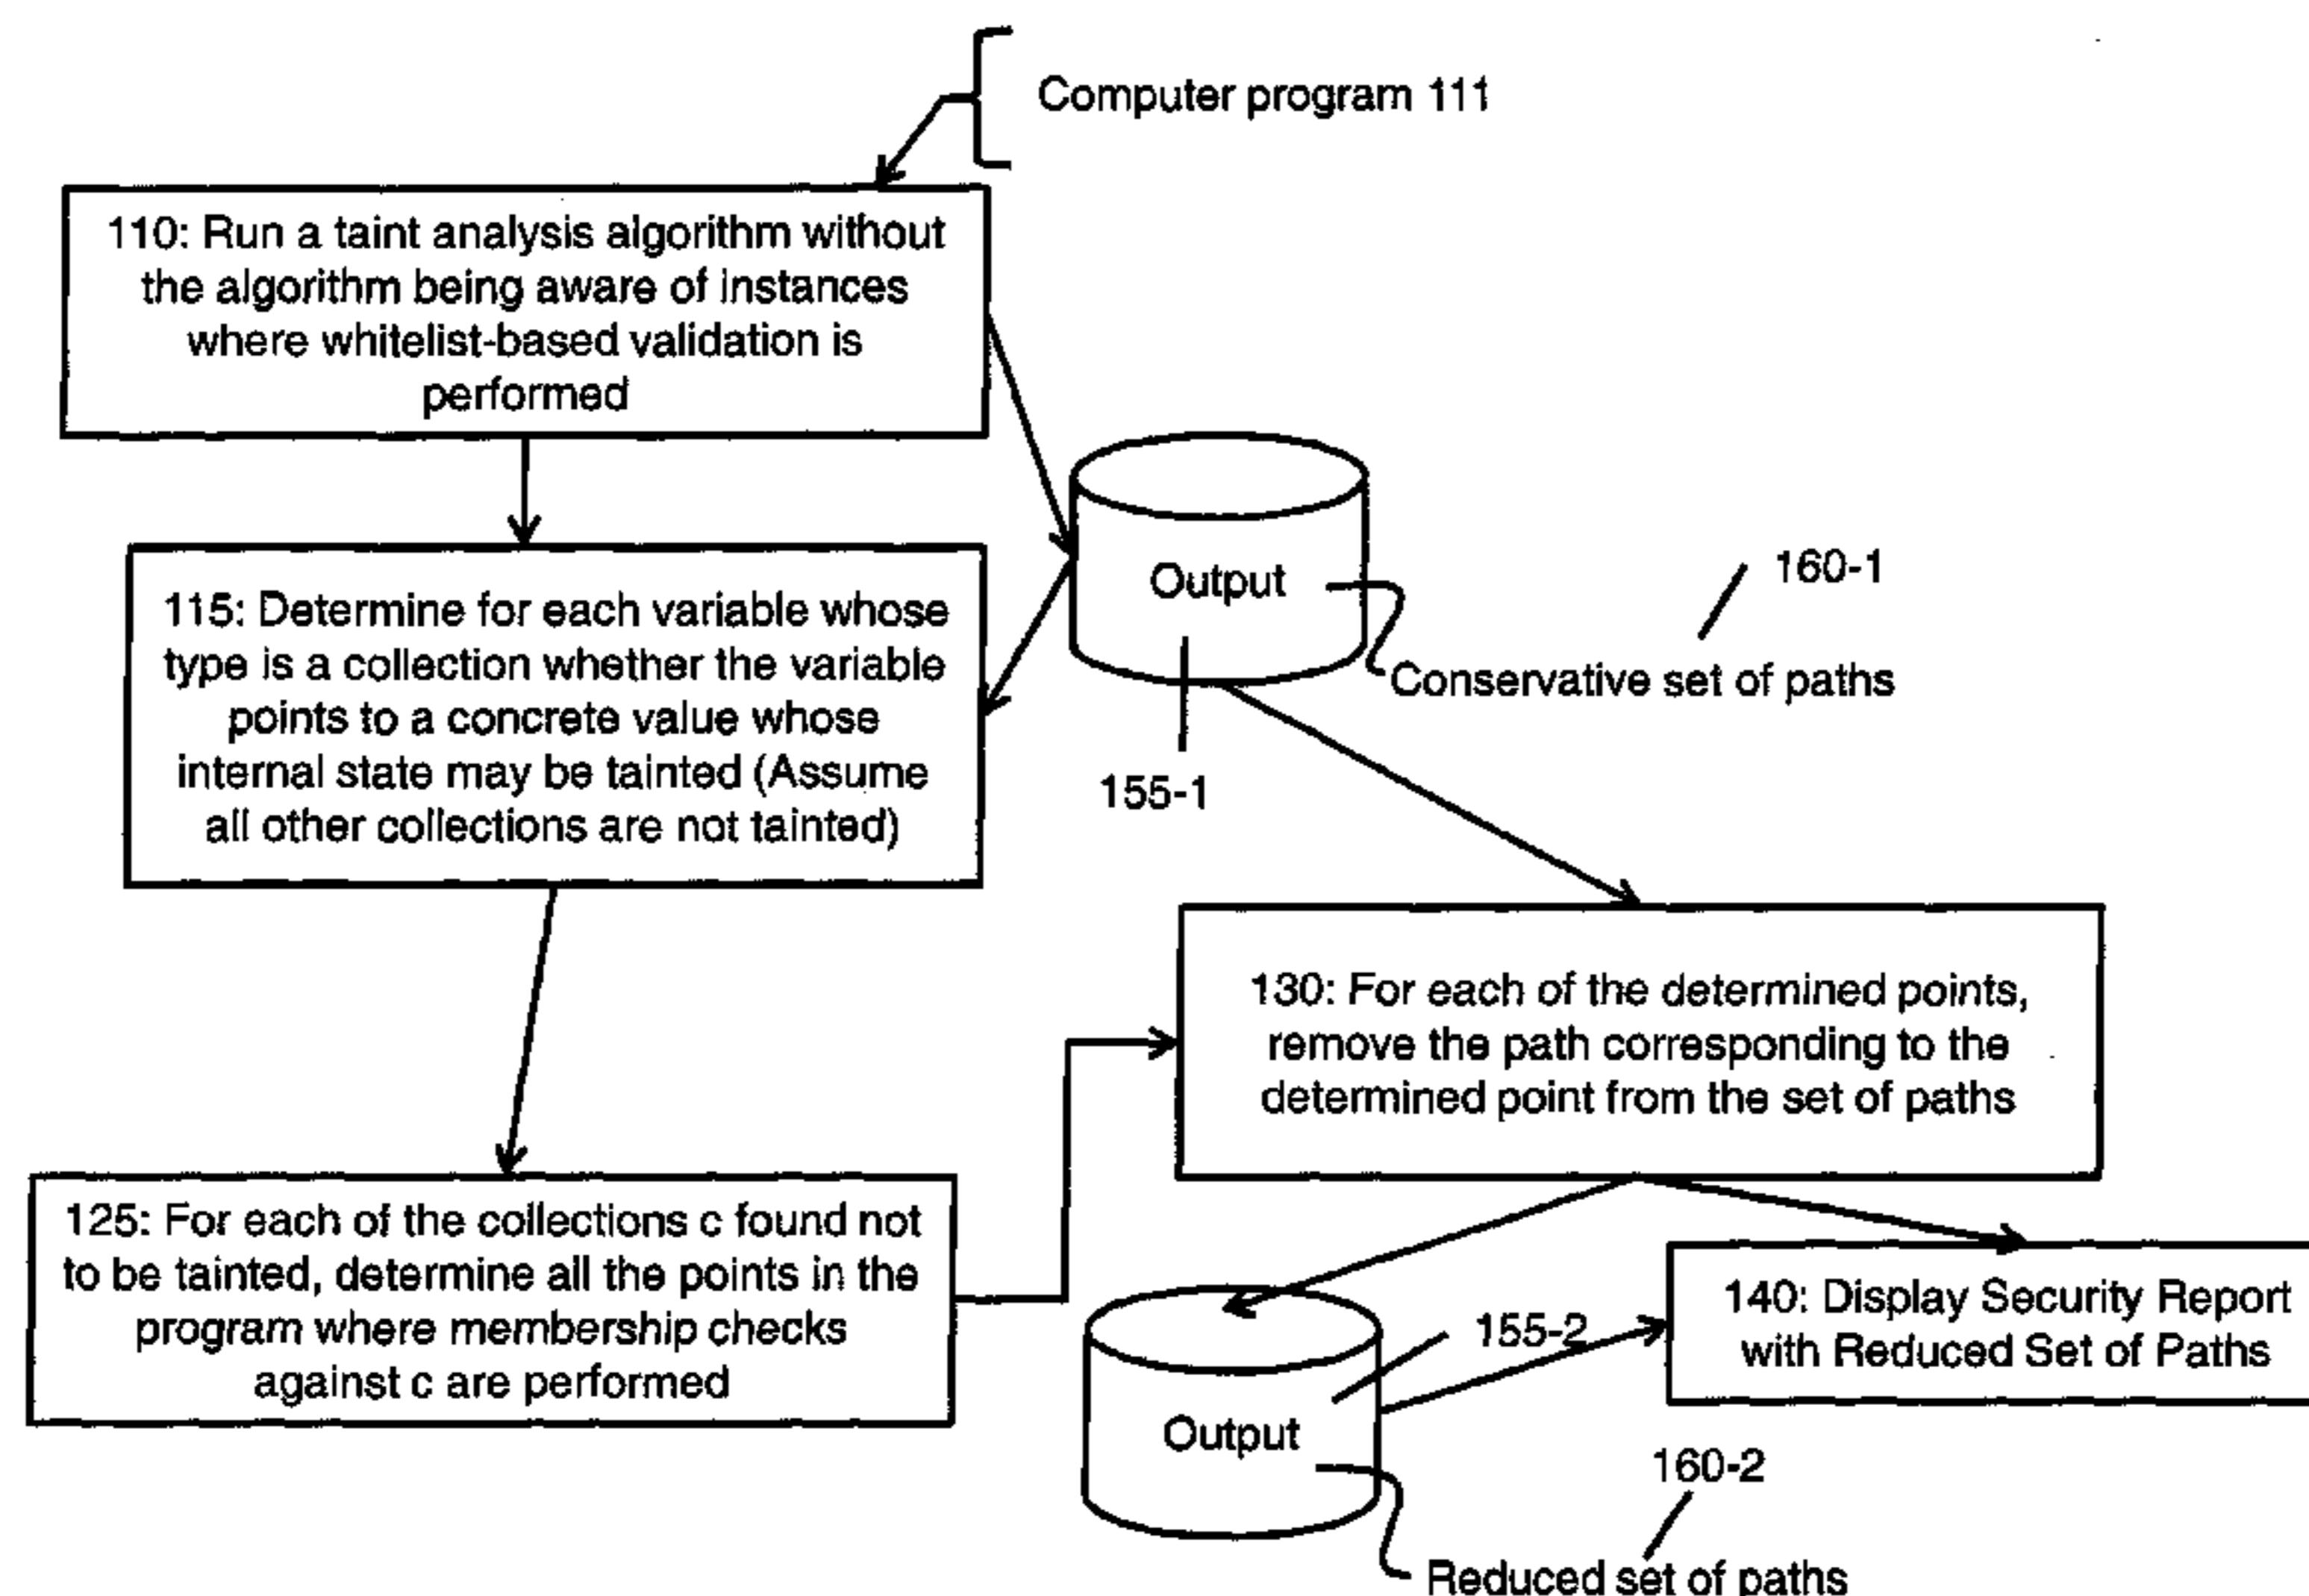 Computer program 111
110: Run a taint analysis algorithm without
the algorithm being aware of instances
where whitelist-based validation is
performed
Output
160-1
Conservative set of paths
155-1
115: Determine for each variable whose
type is a collection whether the variable
points to a concrete value whose
internal state may be tainted (Assume
all other collections are not tainted)
130: For each of the determined points,
remove the path corresponding to the
determined point from the set of paths
125: For each of the collections c found not
to be tainted, determine all the points in the
program where membership checks
against c are performed
140: Display Security Report
with Reduced Set of Paths
155-2
Output
160-2
Reduced set of paths